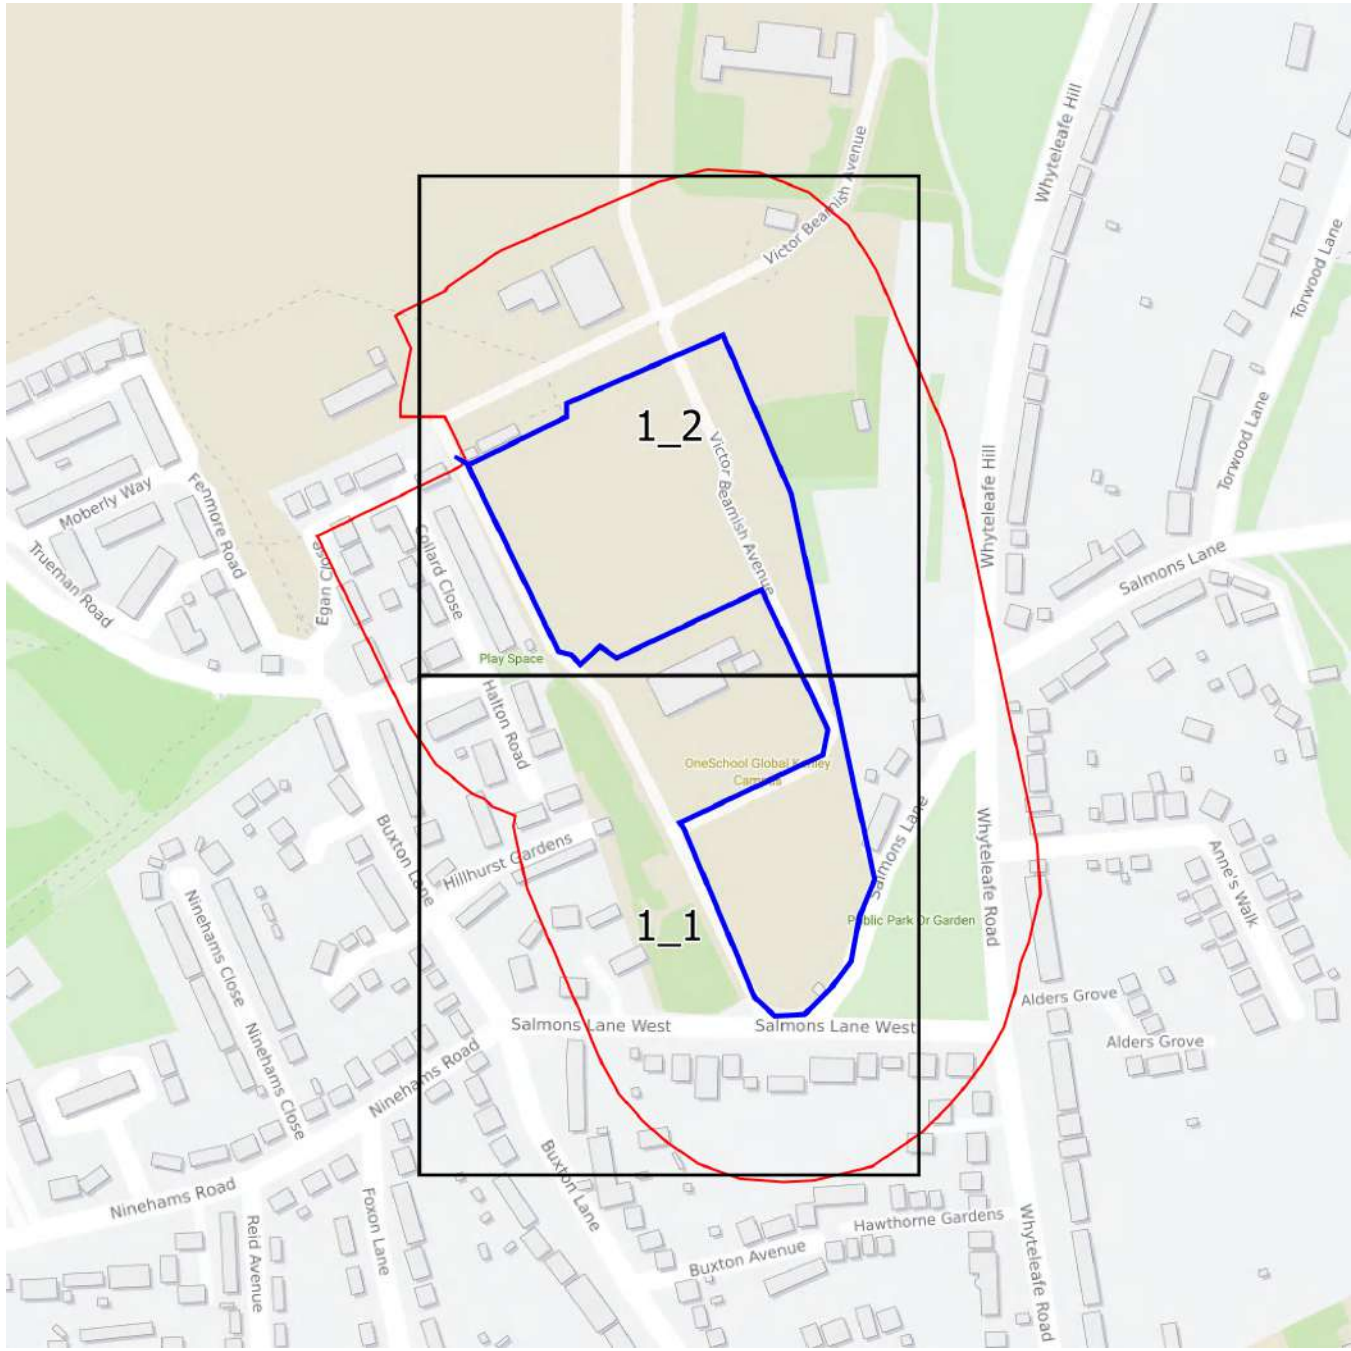 Whyteleafe Hill
Victor Beamish Avenue
Torwood Lane
1_2
Victor Beamish Avenue
Torwood Lane
Whyteleafe Hill
Moberly Way
Fenmore Road
Trueman Road
Egan Close
Collard Close
Salmons Lane
Play Space
Halton Road
OneSchool Global Kenley
Campus
Buxton Lane
Hillhurst Gardens
Salmons Lane
Whyteleafe Road
Anne's Walk
Ninehams Close
1_1
Public Park Or Garden
Alders Grove
Salmons Lane West
Salmons Lane West
Ninehams Close
Alders Grove
Ninehams Road
Buxton Lane
Ninehams Road
Foxon Lane
Reid Avenue
Hawthorne Gardens
Buxton Avenue
Whyteleafe Road